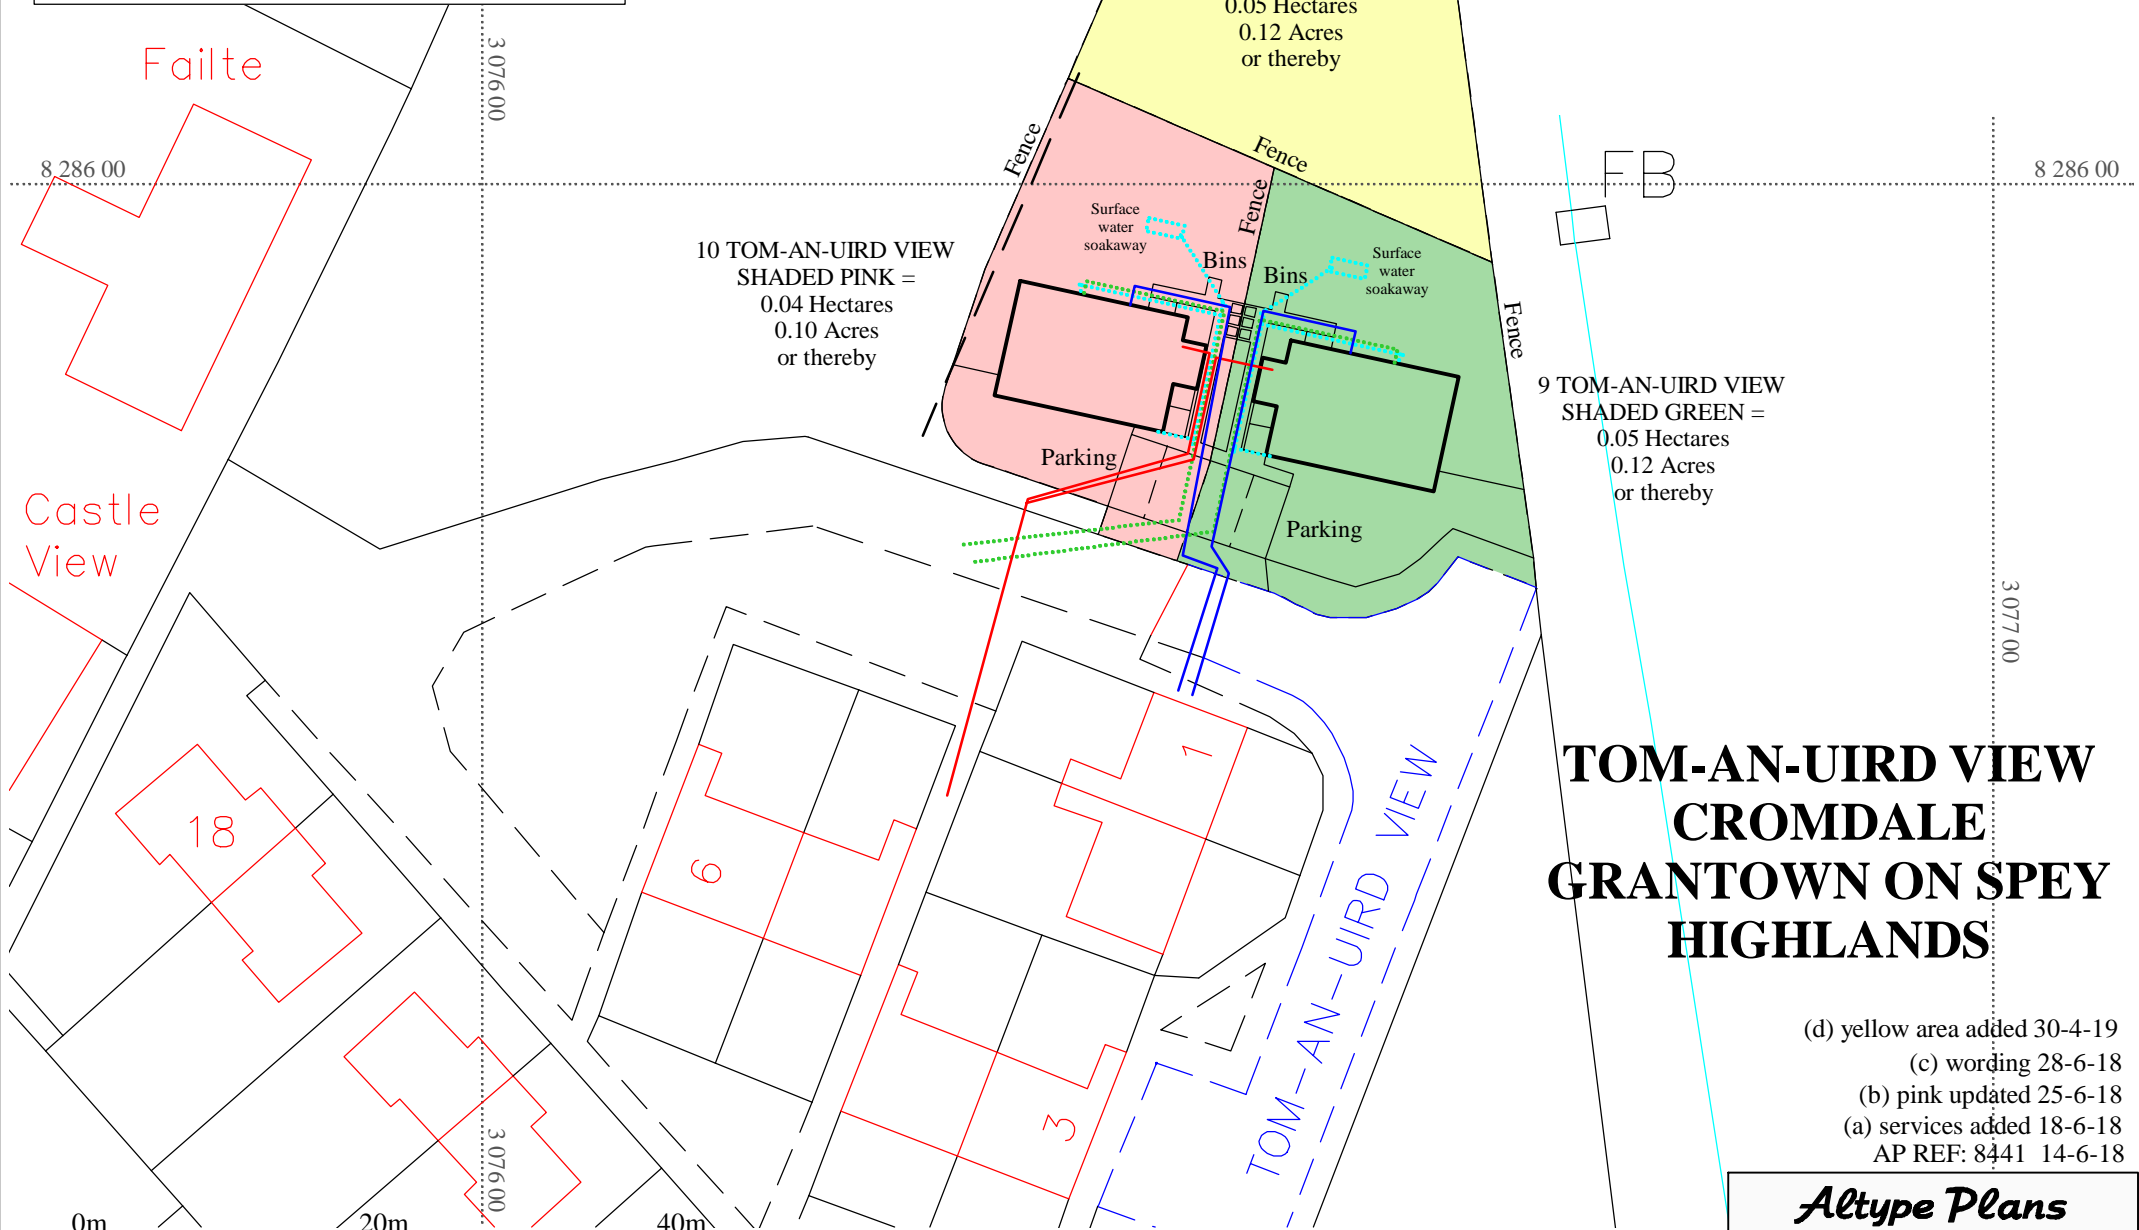 0.05 Hectares
0.12 Acres
or thereby
Failte
3 076 00
Fence
Fence
FB
8 286 00
8 286 00
Fence
Surface
water
soakaway
10 TOM-AN-UIRD VIEW
SHADED PINK =
0.04 Hectares
0.10 Acres
or thereby
Bins
Bins
Surface
water
soakaway
Fence
9 TOM-AN-UIRD VIEW
SHADED GREEN =
0.05 Hectares
0.12 Acres
or thereby
Parking
Parking
Castle
View
3 077 00
1
18
6
3
TOM-AN-UIRD VIEW
TOM-AN-UIRD VIEW
CROMDALE
GRANTOWN ON SPEY
HIGHLANDS
(d) yellow area added 30-4-19
(c) wording 28-6-18
(b) pink updated 25-6-18
(a) services added 18-6-18
AP REF: 8441 14-6-18
3 076 00
0m
20m
40m
Altype Plans